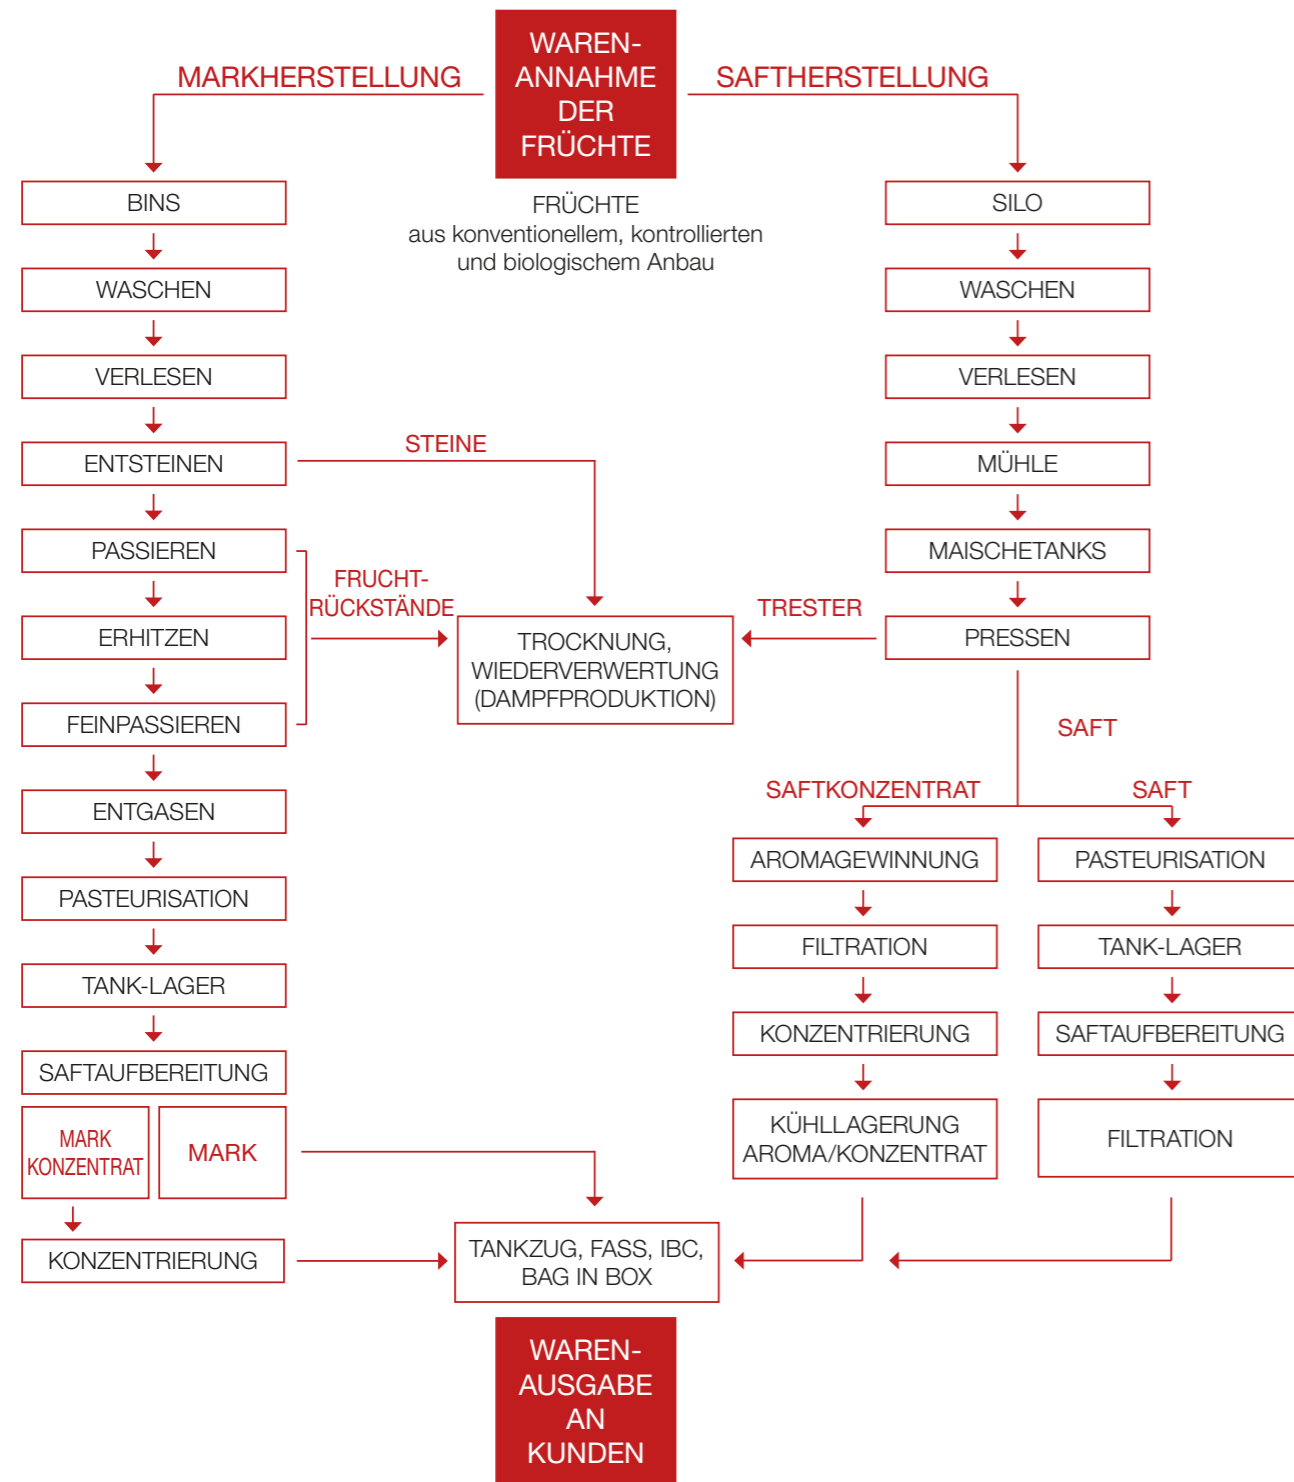 WAREN-
ANNAHME
DER
FRÜCHTE
MARKHERSTELLUNG
SAFTHERSTELLUNG
FRÜCHTE
aus konventionellem, kontrollierten
und biologischem Anbau
BINS
WASCHEN
VERLESEN
ENTSTEINEN
STEINE
PASSIEREN
FRUCHT-
RÜCKSTÄNDE
ERHITZEN
FEINPASSIEREN
ENTGASEN
PASTEURISATION
TANK-LAGER
SAFTAUFBEREITUNG
MARK
KONZENTRAT
MARK
KONZENTRIERUNG
TROCKNUNG,
WIEDERVERWERTUNG
(DAMPFPRODUKTION)
SILO
WASCHEN
VERLESEN
MÜHLE
MAISCHETANKS
TRESTER
PRESSEN
SAFT
SAFTKONZENTRAT
SAFT
AROMAGEWINNUNG
FILTRATION
KONZENTRIERUNG
KÜHLLAGERUNG
AROMA/KONZENTRAT
PASTEURISATION
TANK-LAGER
SAFTAUFBEREITUNG
FILTRATION
TANKZUG, FASS, IBC,
BAG IN BOX
WAREN-
AUSGABE
AN
KUNDEN